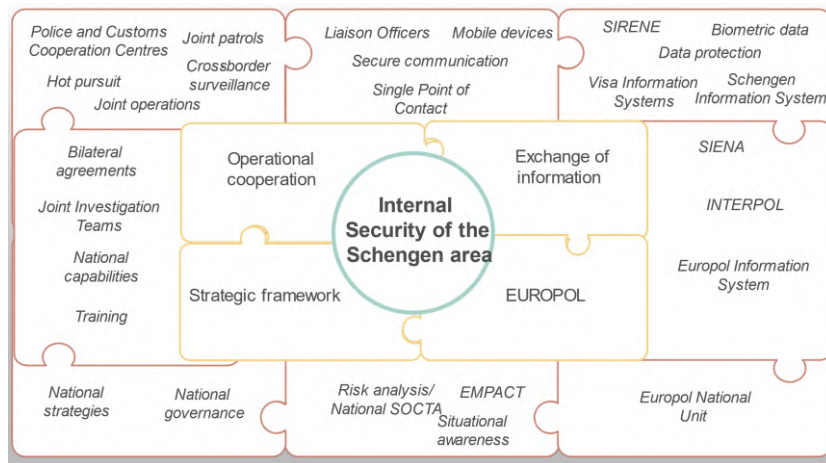 Police and Customs
Cooperation Centres
Joint patrols
Hot pursuit
Crossborder
surveillance
Joint operations
Liaison Officers
Mobile devices
Secure communication
Single Point of
Contact
SIRENE
Biometric data
Data protection
Visa Information
Systems
Schengen
Information System
Bilateral
agreements
Joint Investigation
Teams
National
capabilities
Training
Operational
cooperation
Exchange of
information
Internal
Security of the
Schengen area
Strategic framework
EUROPOL
SIENA
INTERPOL
Europol Information
System
National
strategies
National
governance
Risk analysis/
National SOCTA
EMPACT
Situational
awareness
Europol National
Unit